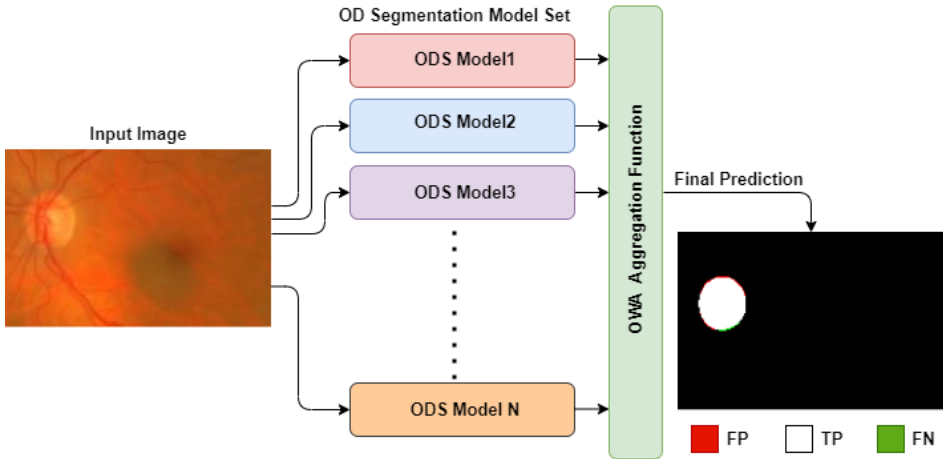 OD Segmentation Model Set
Input Image
ODS Model1
ODS Model2
ODS Model3
ODS Model N
OWA Aggregation Function
Final Prediction
FP
TP
FN